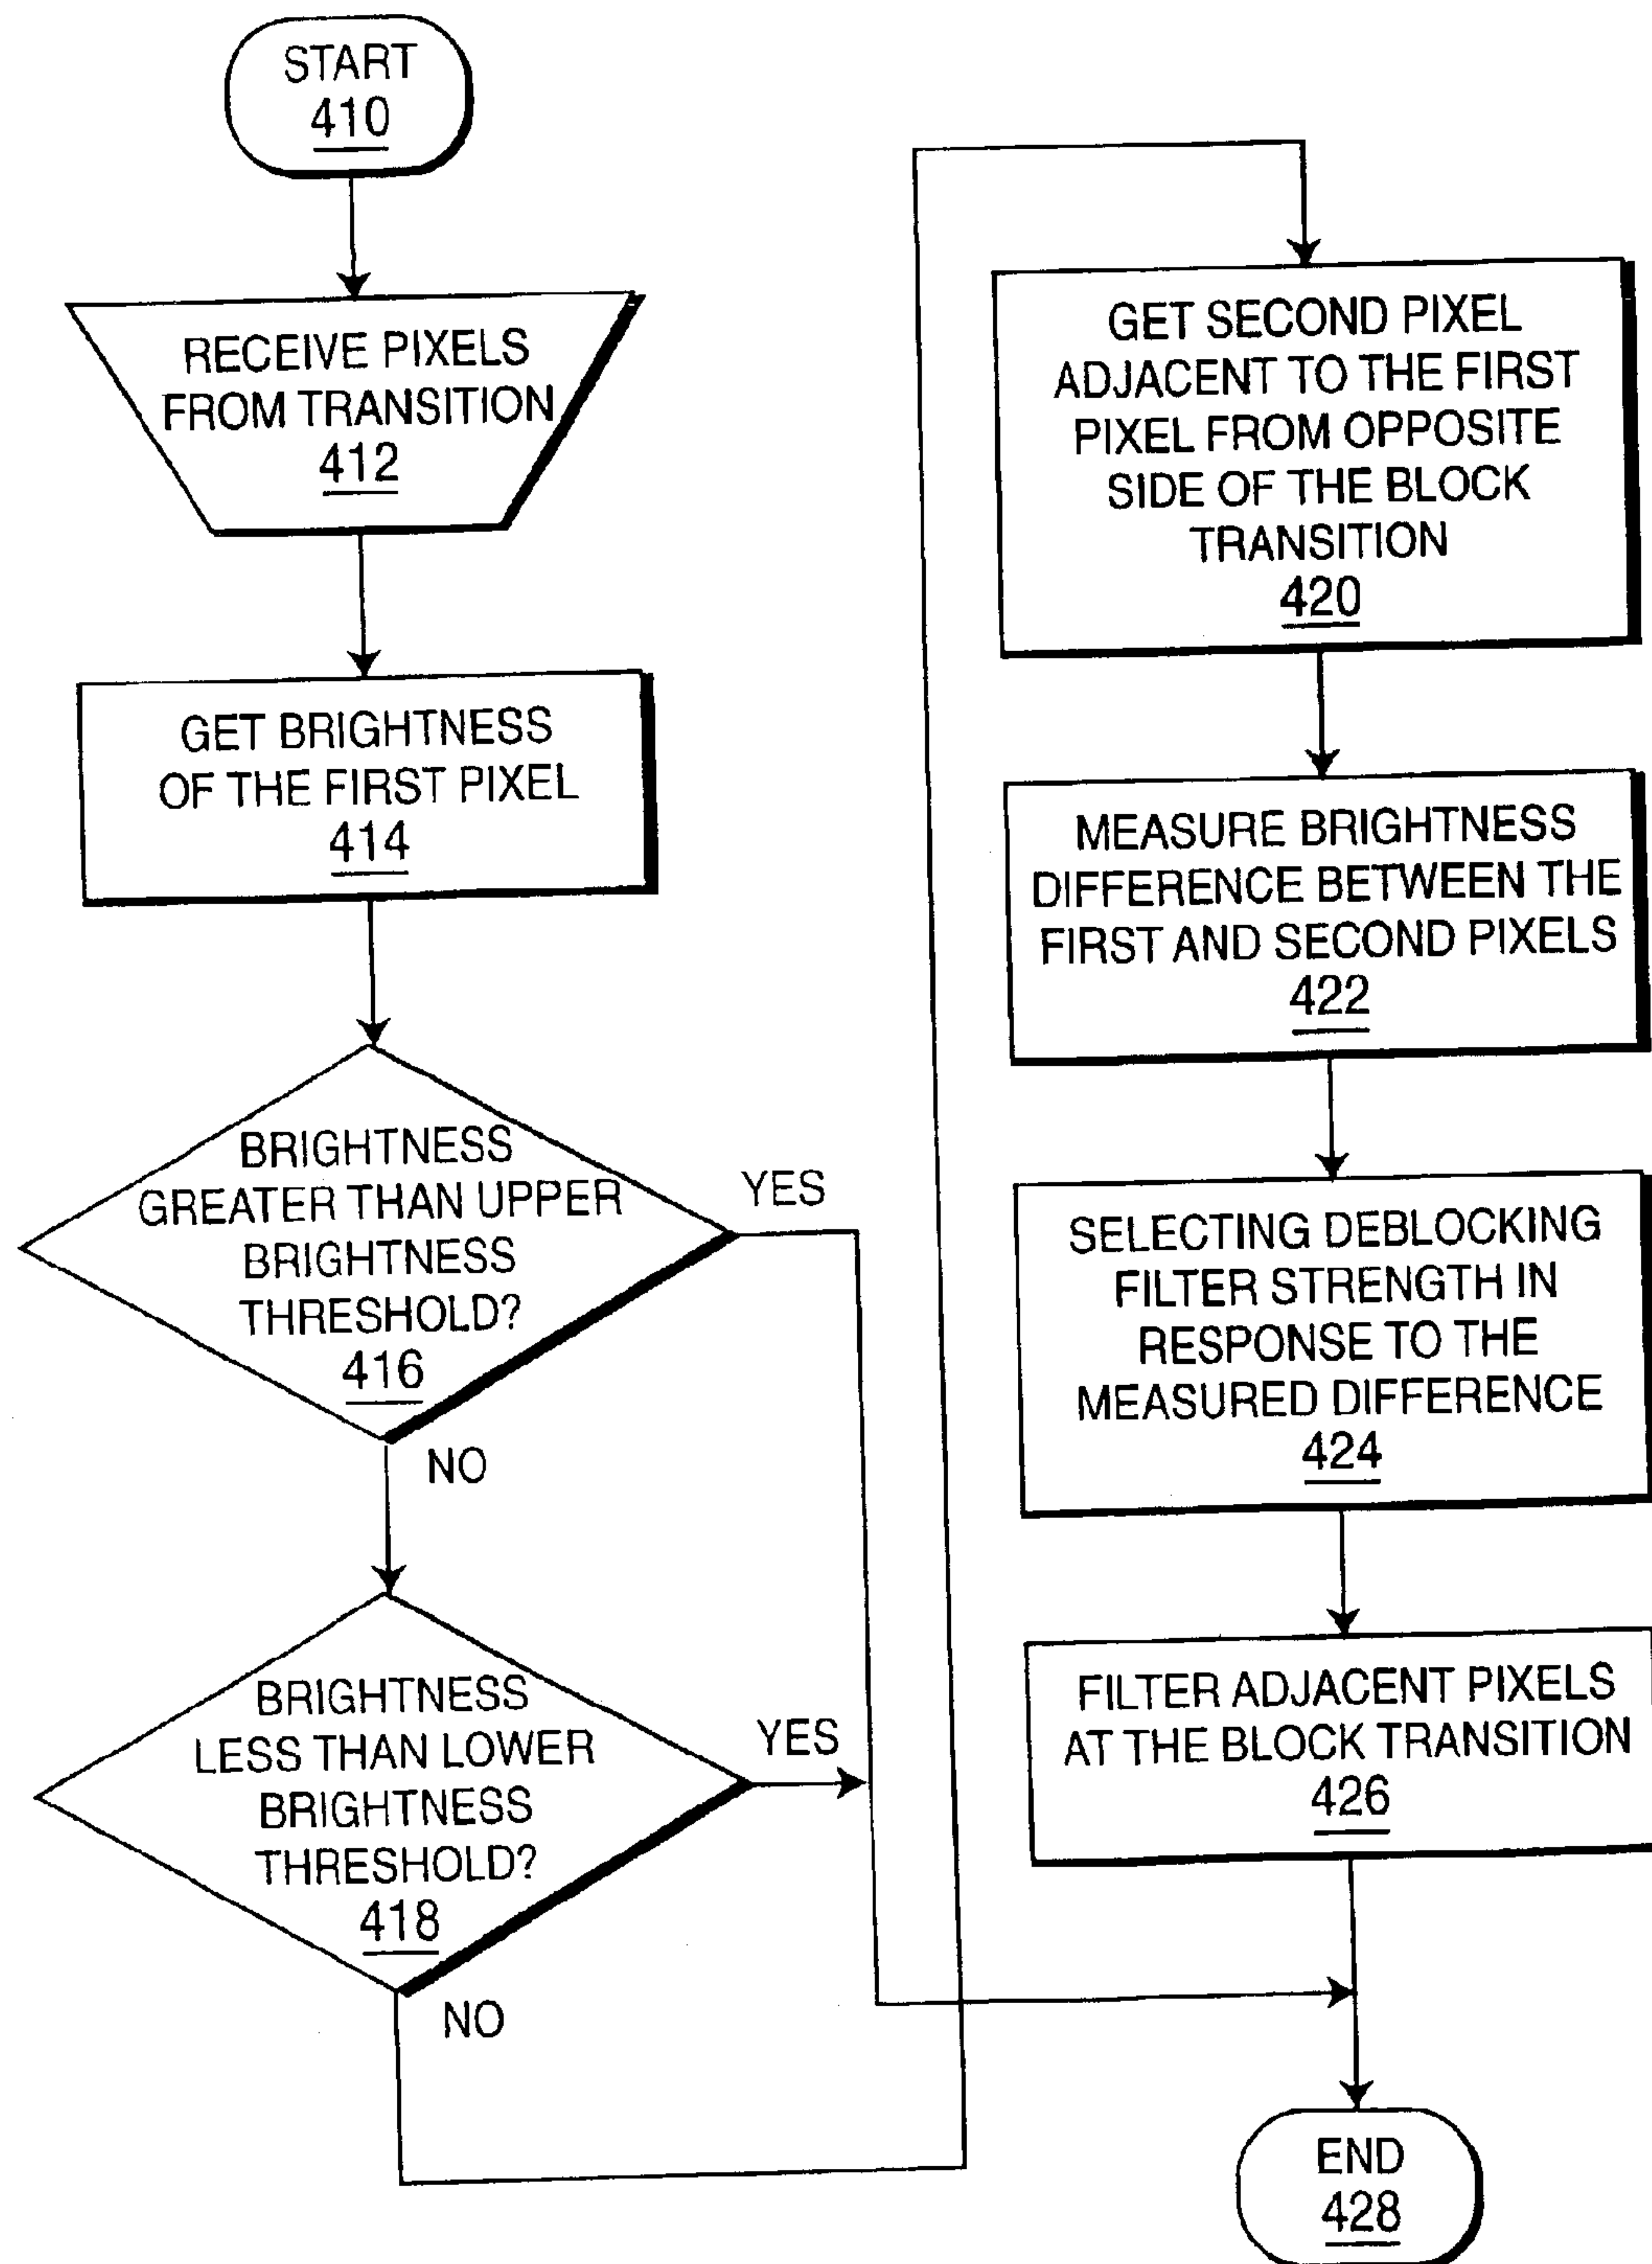 START
410
RECEIVE PIXELS
FROM TRANSITION
412
GET BRIGHTNESS
OF THE FIRST PIXEL
414
BRIGHTNESS
GREATER THAN UPPER
BRIGHTNESS
THRESHOLD?
416
YES
NO
BRIGHTNESS
LESS THAN LOWER
BRIGHTNESS
THRESHOLD?
418
YES
NO
GET SECOND PIXEL
ADJACENT TO THE FIRST
PIXEL FROM OPPOSITE
SIDE OF THE BLOCK
TRANSITION
420
MEASURE BRIGHTNESS
DIFFERENCE BETWEEN THE
FIRST AND SECOND PIXELS
422
SELECTING DEBLOCKING
FILTER STRENGTH IN
RESPONSE TO THE
MEASURED DIFFERENCE
424
FILTER ADJACENT PIXELS
AT THE BLOCK TRANSITION
426
END
428